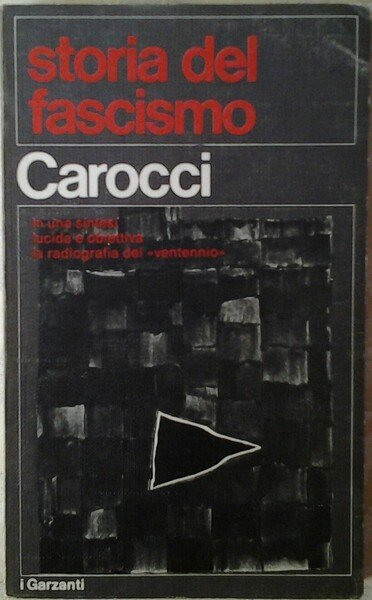 storia del
fascismo
Carocci
in una sintesi
lucida e obiettiva
la radiografia del «ventennio»
i Garzanti